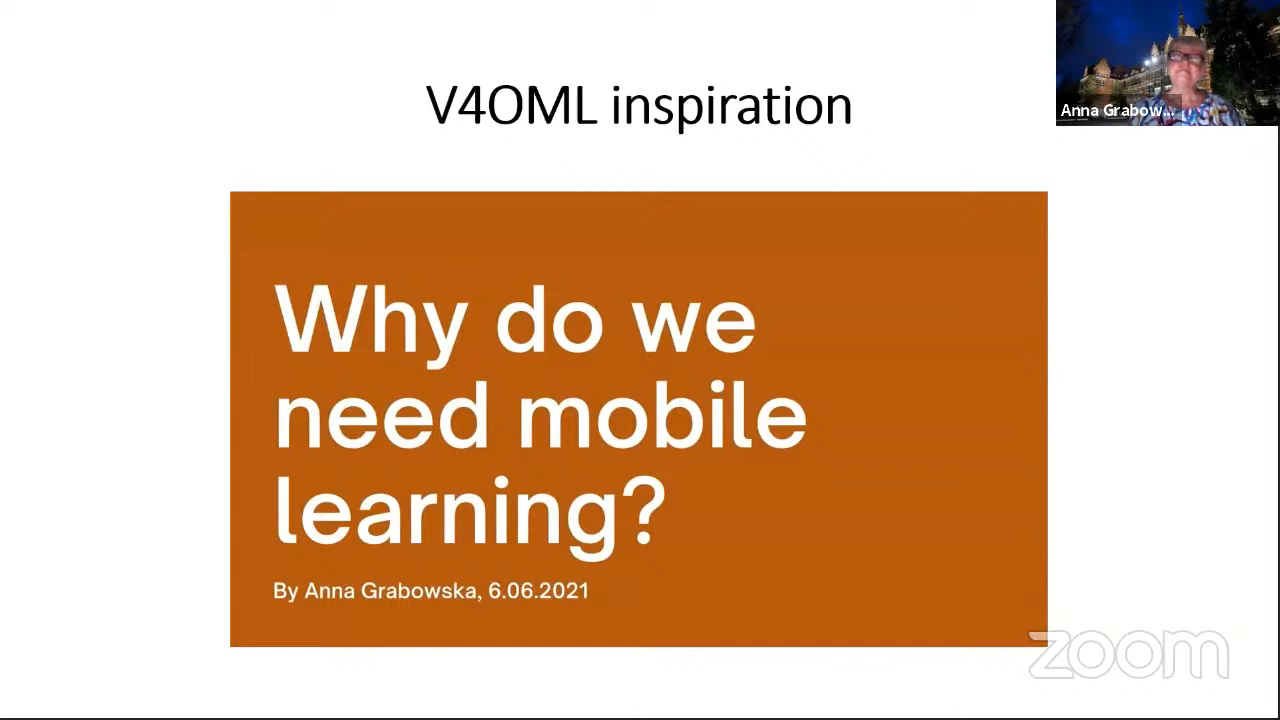 V4OML inspiration
Anna Grabow...
Why do we
need mobile
learning?
By Anna Grabowska, 6.06.2021
zoom